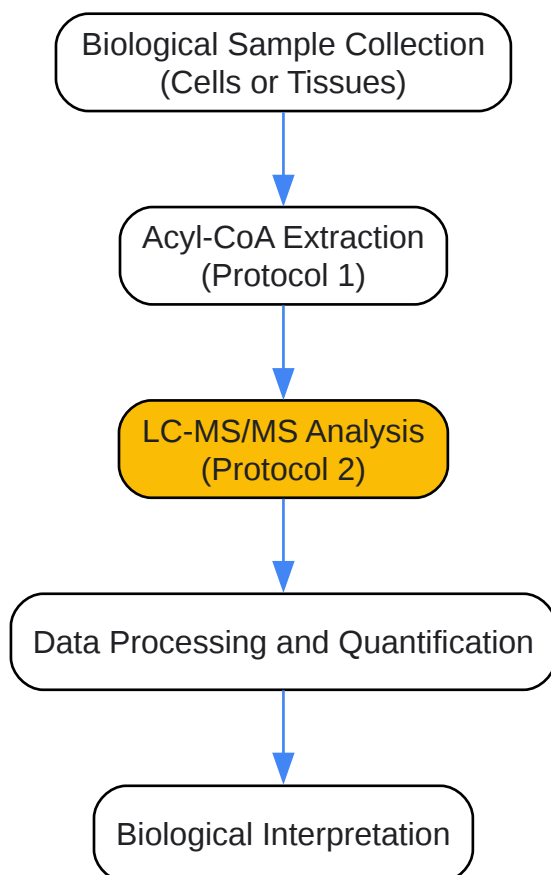 Biological Sample Collection
(Cells or Tissues)
Acyl-CoA Extraction
(Protocol 1)
LC-MS/MS Analysis
(Protocol 2)
Data Processing and Quantification
Biological Interpretation